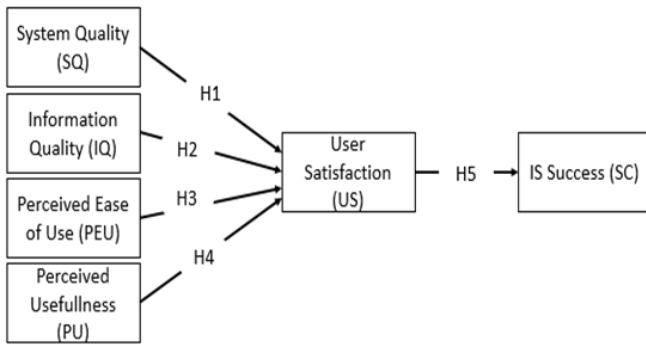 System Quality
(SQ)
H1
Information
Quality (IQ)
H2
User
Satisfaction
(US)
H5
IS Success (SC)
Perceived Ease
of Use (PEU)
H3
H4
Perceived
Usefullness
(PU)